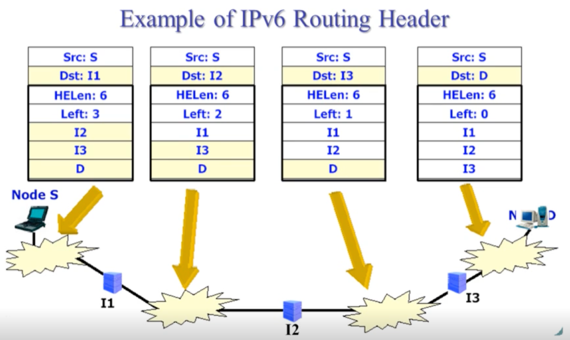 Example of IPv6 Routing Header
Src: S
Dst: I1
HELen: 6
Left: 3
I2
I3
D
Src: S
Dst: I2
HELen: 6
Left: 2
I1
I3
D
Src: S
Dst: I3
HELen: 6
Left: 1
I1
I2
D
Src: S
Dst: D
HELen: 6
Left: 0
I1
I2
I3
Node S
N D
I1
I2
I3